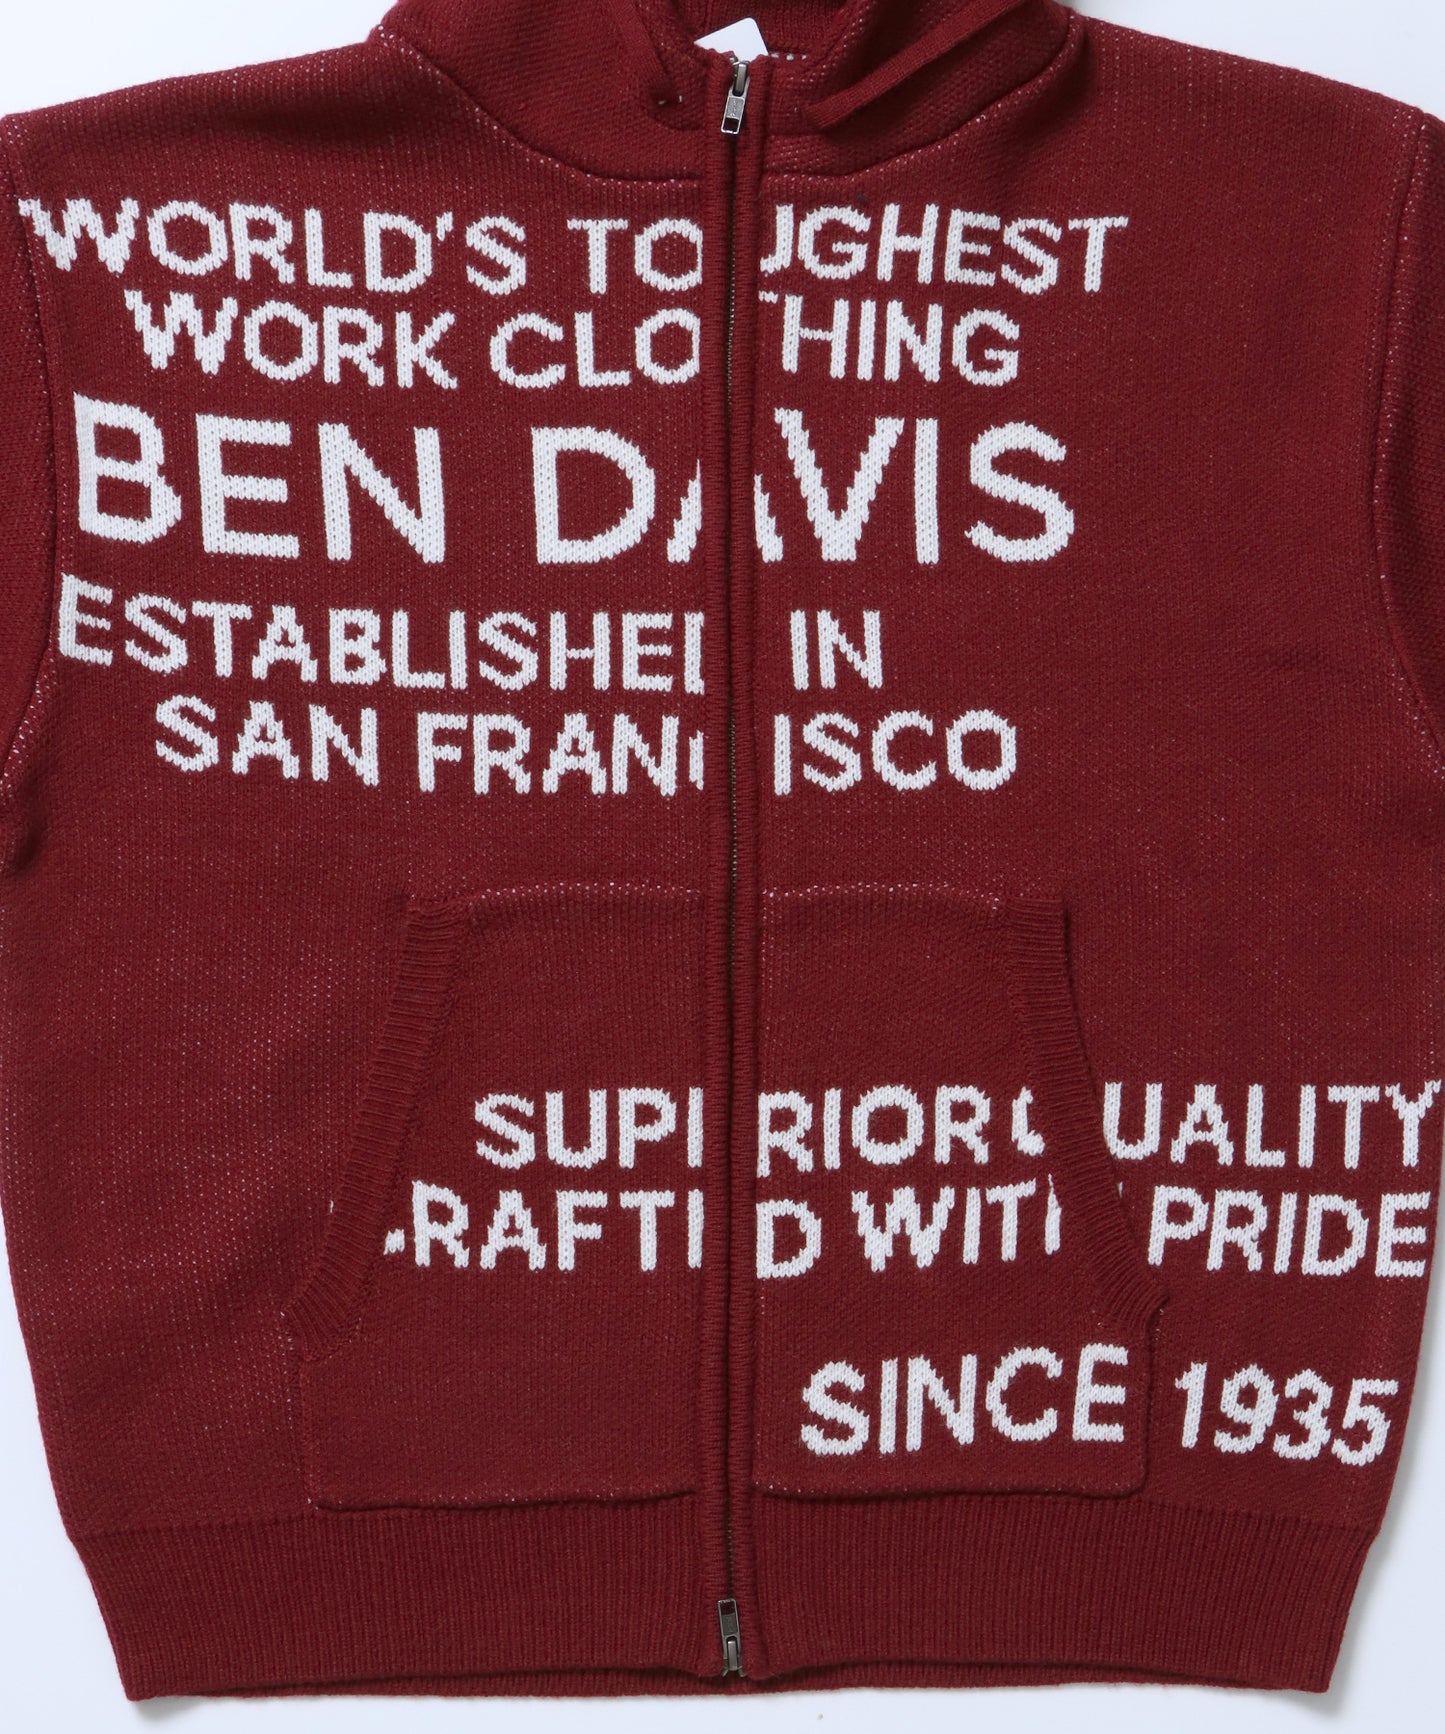 WORLD'S TOUGHEST
WORK CLOTHING
BEN DAVIS
ESTABLISHED IN
SAN FRANCISCO
SUPERIOR QUALITY
CRAFTED WITH PRIDE
SINCE 1935